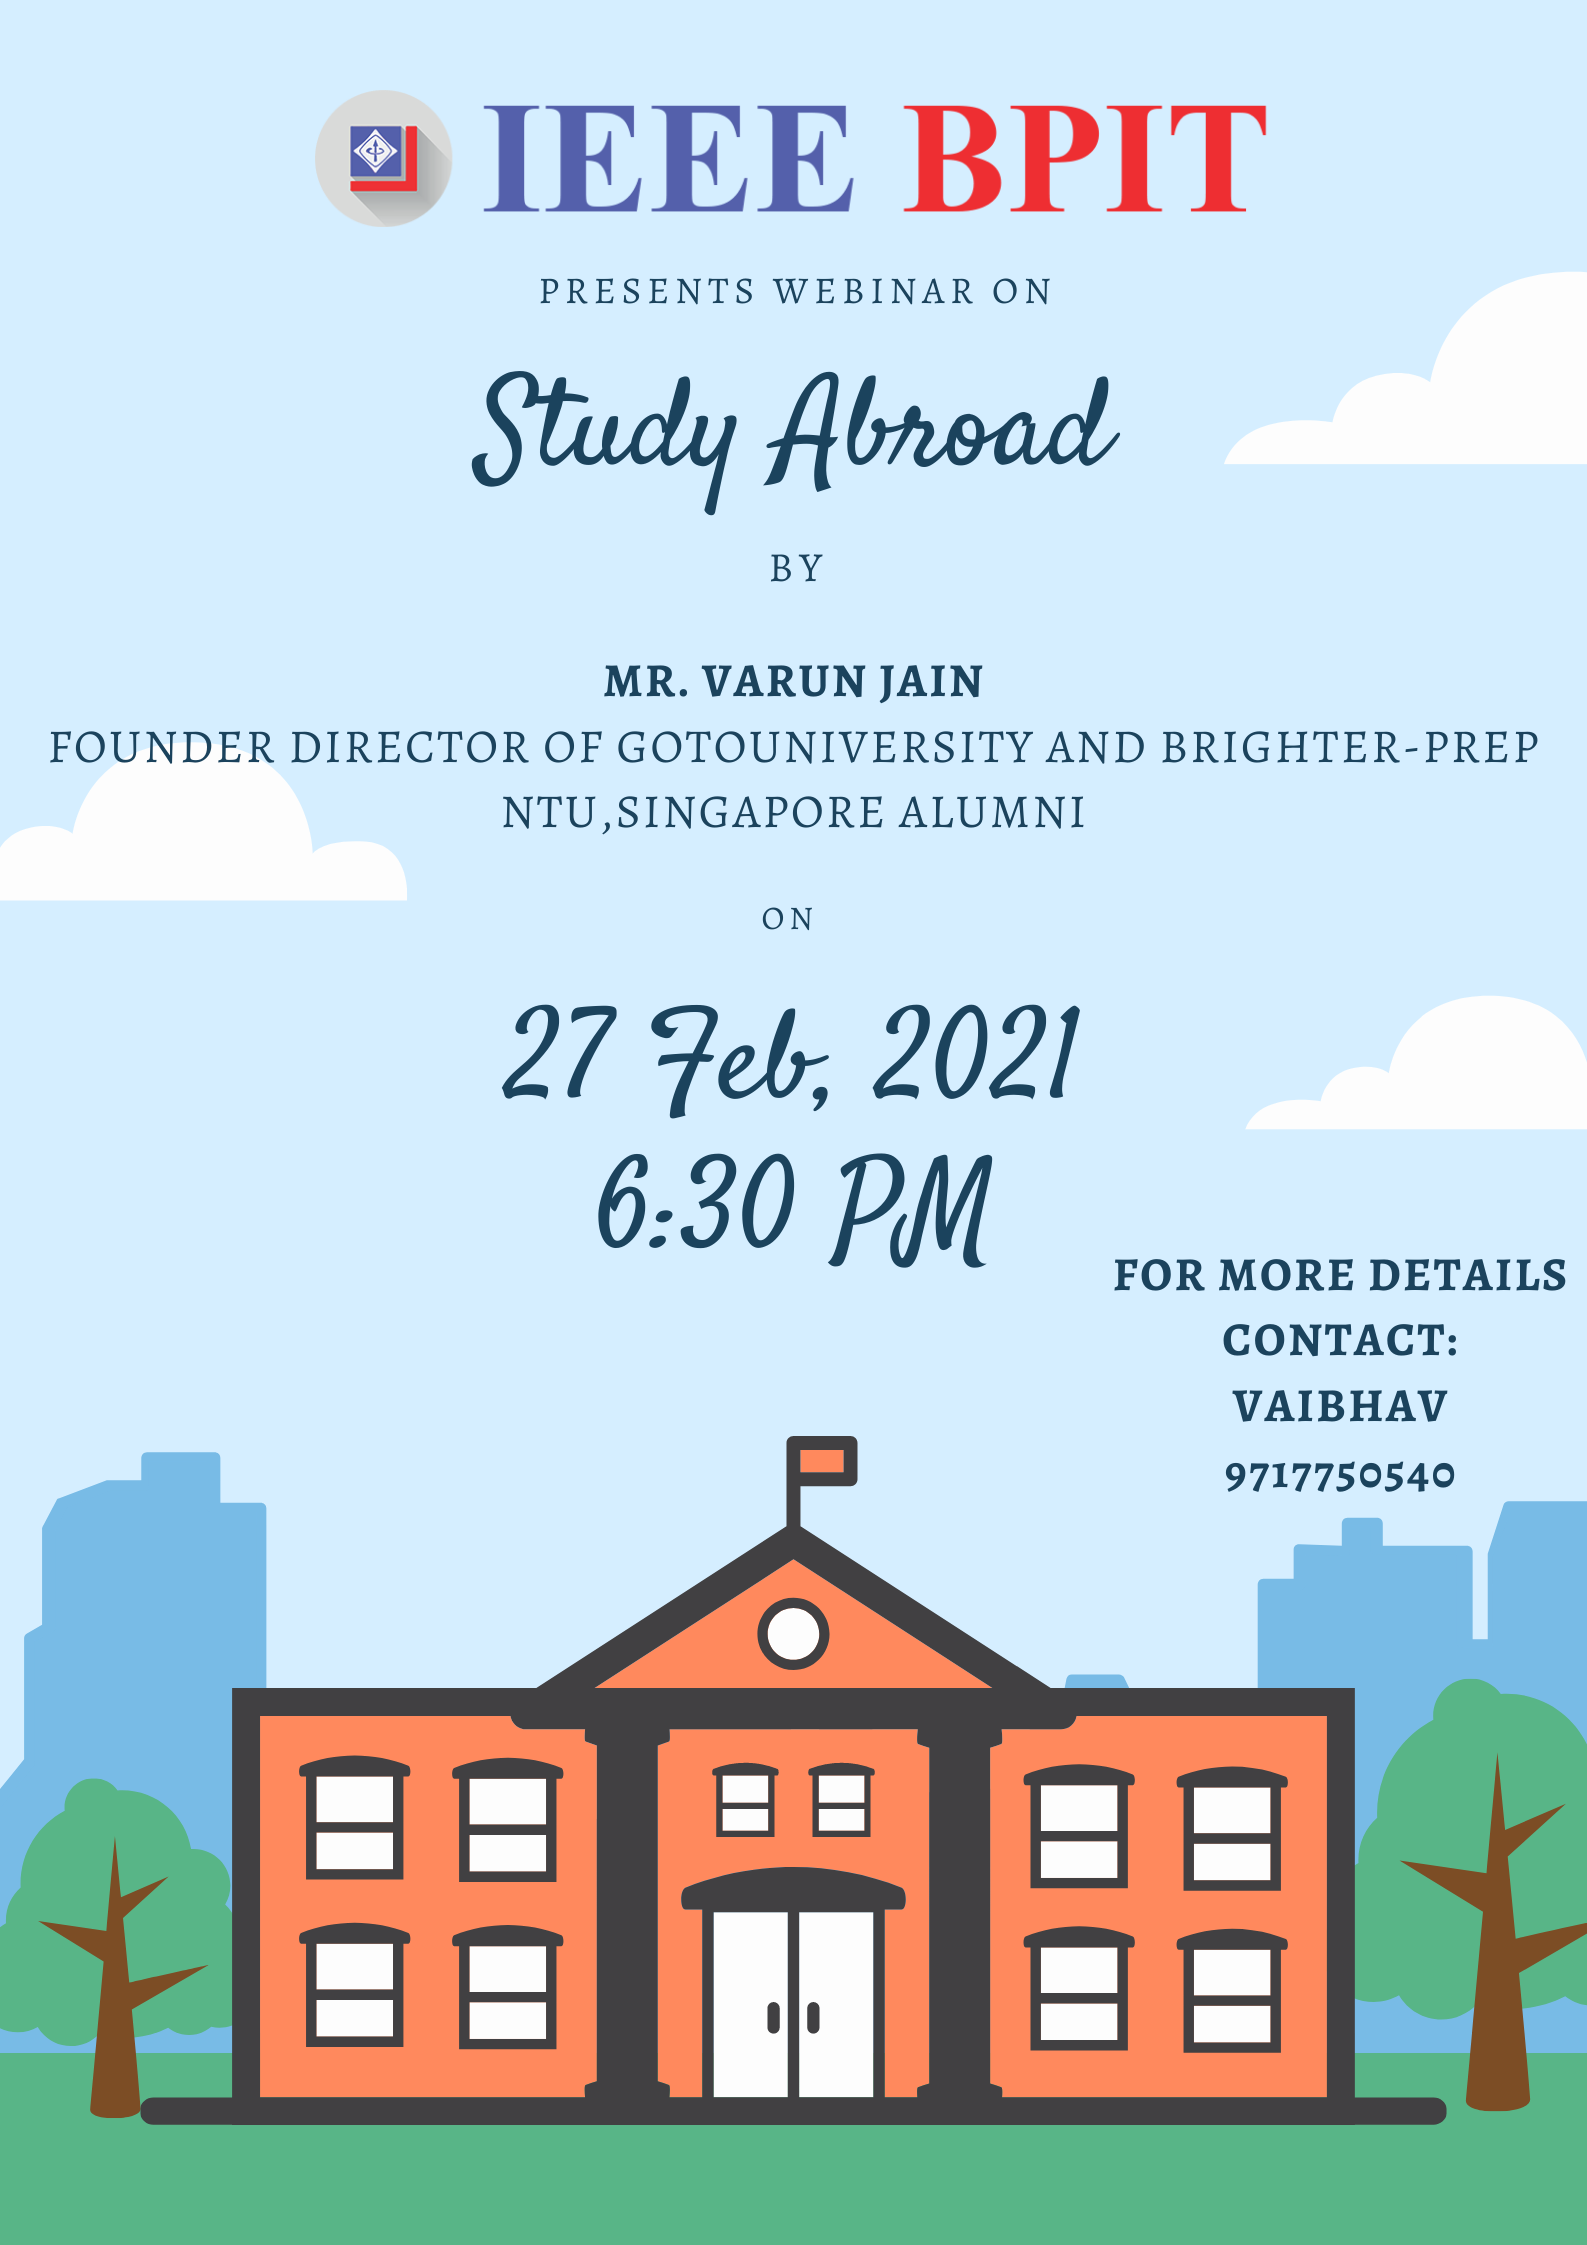 IEEE BPIT
PRESENTS WEBINAR ON
Study Abroad
BY
MR. VARUN JAIN
FOUNDER DIRECTOR OF GOTOUNIVERSITY AND BRIGHTER-PREP
NTU,SINGAPORE ALUMNI
ON
27 Feb, 2021
6:30 PM
FOR MORE DETAILS
CONTACT:
VAIBHAV
9717750540